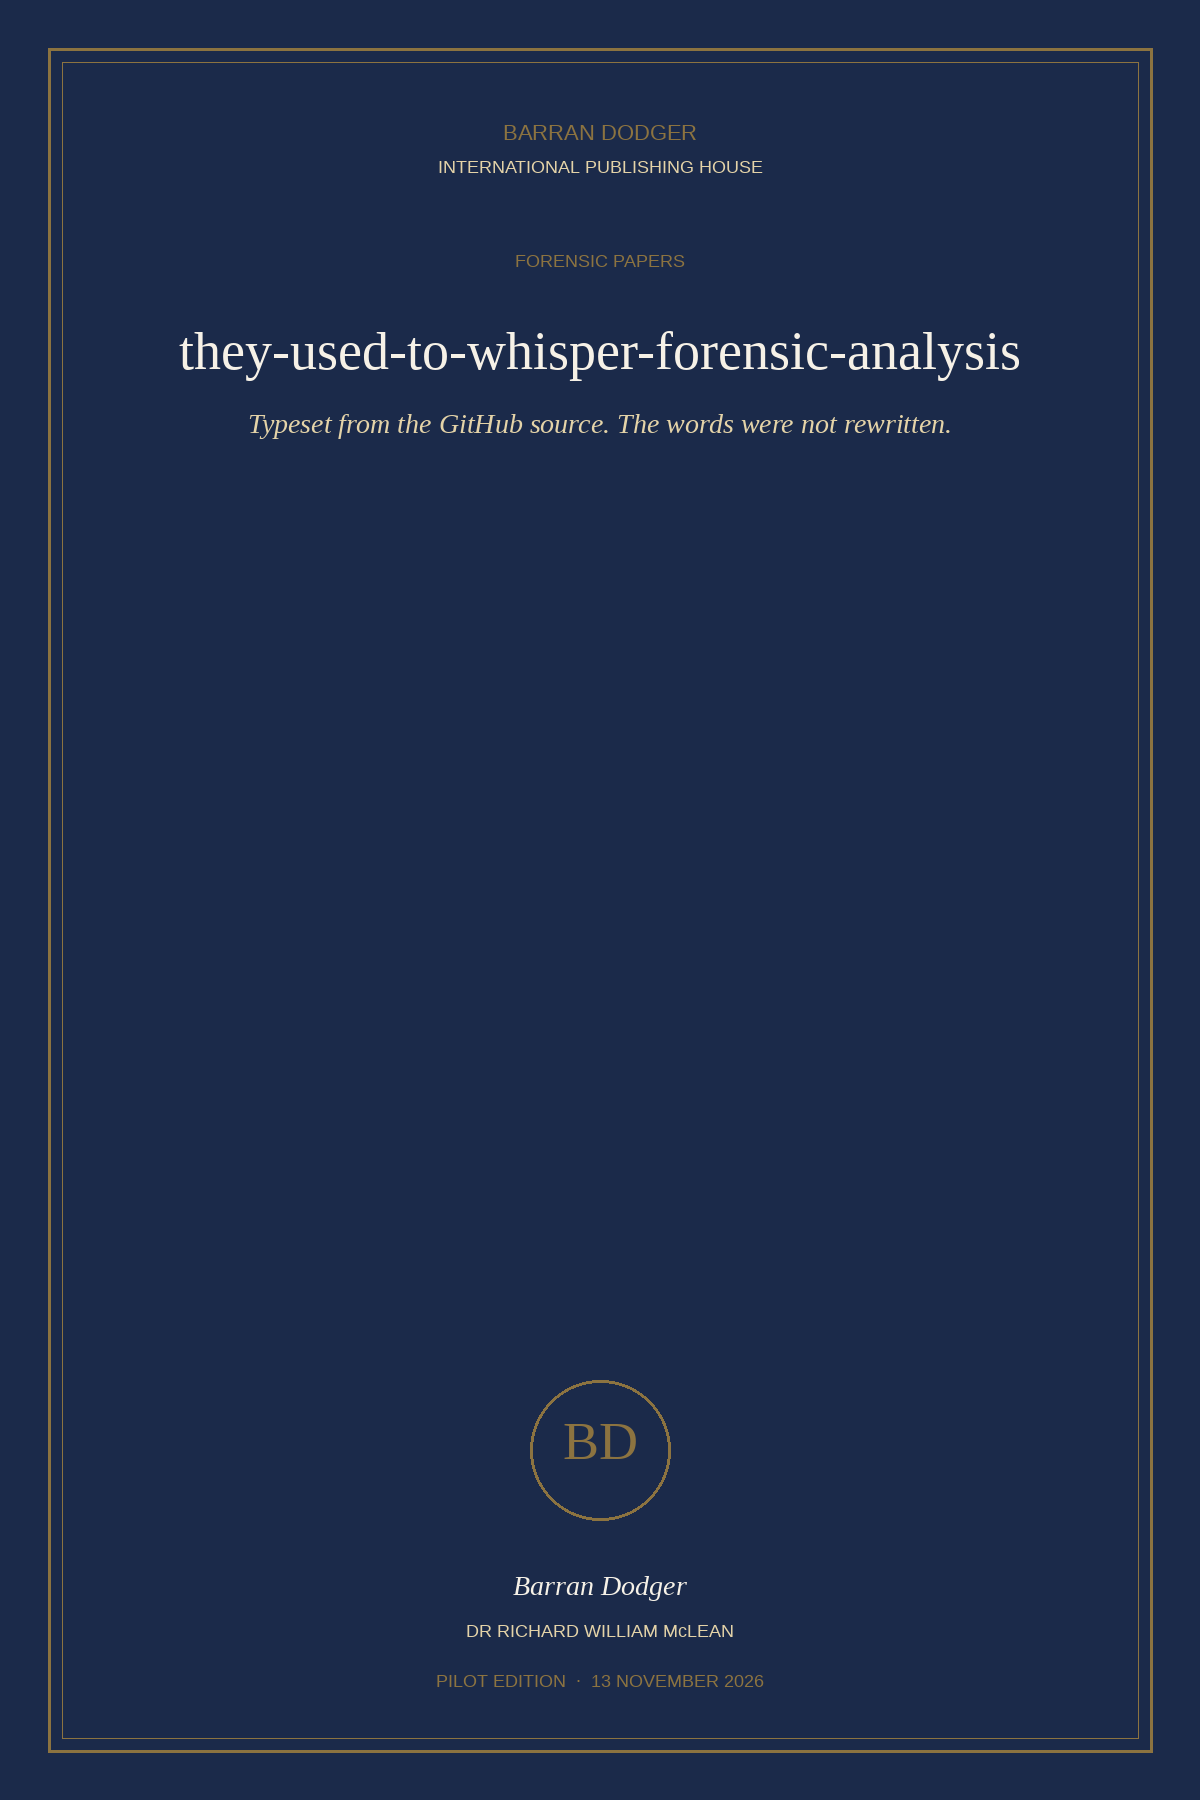 BARRAN DODGER
INTERNATIONAL PUBLISHING HOUSE
FORENSIC PAPERS
they-used-to-whisper-forensic-analysis
Typeset from the GitHub source. The words were not rewritten.
BD
Barran Dodger
DR RICHARD WILLIAM McLEAN
PILOT EDITION · 13 NOVEMBER 2026